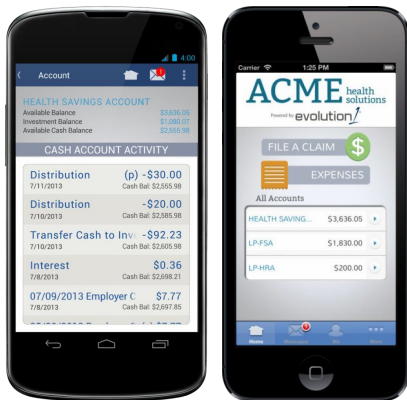 4:00
Account
HEALTH SAVINGS ACCOUNT
Available Balance $3,636.05
Investment Balance $1,080.07
Available Cash Balance $2,555.98
CASH ACCOUNT ACTIVITY
Distribution (p) -$30.00
7/11/2013 Cash Bal: $2,555.98
Distribution -$20.00
7/10/2013 Cash Bal: $2,585.98
Transfer Cash to Inv -$92.23
7/10/2013 Cash Bal: $2,605.98
Interest $0.36
7/8/2013 Cash Bal: $2,698.21
07/09/2013 Employer C $7.77
7/8/2013 Cash Bal: $2,697.85
Carrier 1:25 PM
ACME health
solutions
Powered by evolution1
FILE A CLAIM $
EXPENSES
All Accounts
HEALTH SAVING... $3,636.05
LP-FSA $1,830.00
LP-HRA $200.00
Home Messages Me More